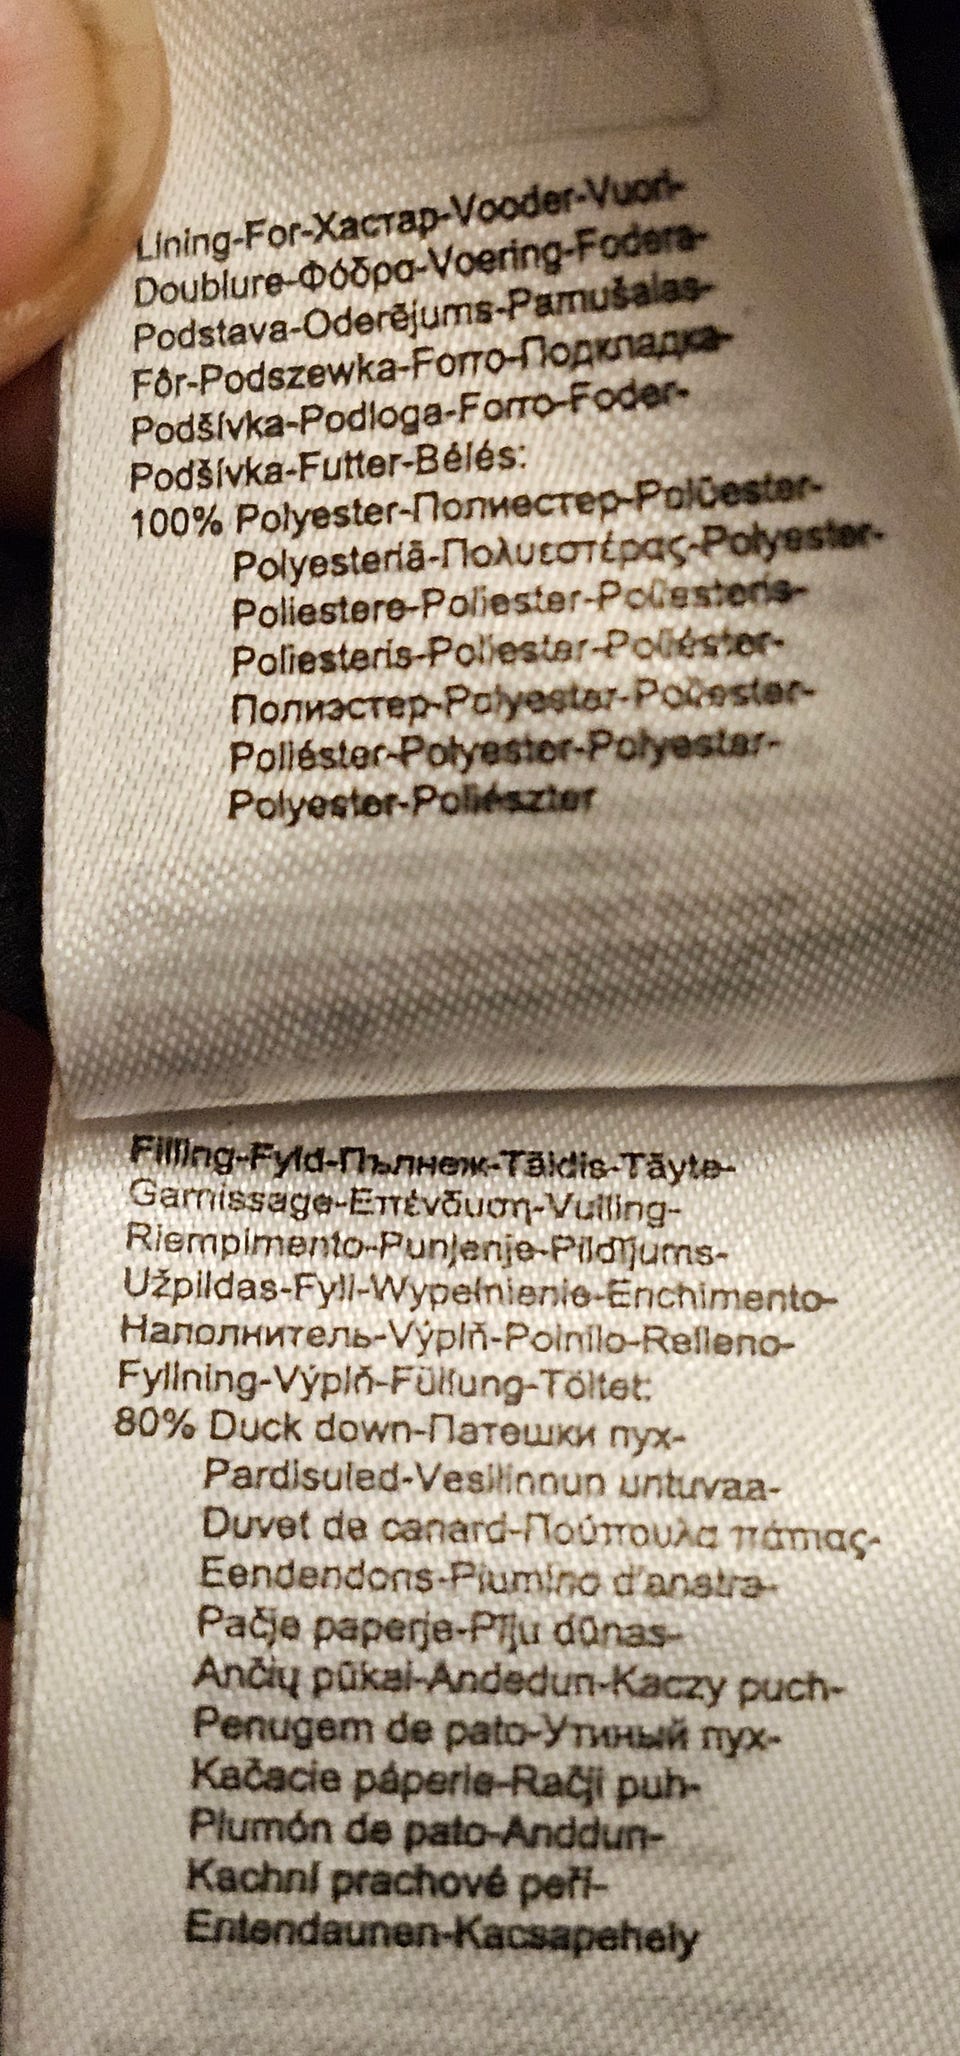 Lining-For-Хастар-Vooder-Vuori-
Doublure-Φόδρα-Voering-Fodera-
Podstava-Oderējums-Pamušalas-
Fôr-Podszewka-Forro-Подкладка-
Podšívka-Podloga-Forro-Foder-
Podšívka-Futter-Bélés:
100% Polyester-Полиестер-Polüester-
Polyesteriä-Πολυεστέρας-Polyester-
Poliestere-Poliester-Poliesteris-
Poliesteris-Poliester-Poliéster-
Полиэстер-Polyester-Poliester-
Poliéster-Polyester-Polyester-
Polyester-Poliészter
Filling-Fyld-Пълнеж-Täidis-Täyte-
Garnissage-Επένδυση-Vulling-
Riempimento-Punjenje-Pildījums-
Užpildas-Fyll-Wypełnienie-Enchimento-
Наполнитель-Výplň-Polnilo-Relleno-
Fyllning-Výplň-Füllung-Töltet:
80% Duck down-Патешки пух-
Pardisuled-Vesilinnun untuvaa-
Duvet de canard-Πούπουλα πάπιας-
Eendendons-Piumino d'anatra-
Pačje paperje-Pīļu dūnas-
Ančių pūkai-Andedun-Kaczy puch-
Penugem de pato-Утиный пух-
Kačacie páperie-Račji puh-
Plumón de pato-Anddun-
Kachní prachové peří-
Entendaunen-Kacsapehely